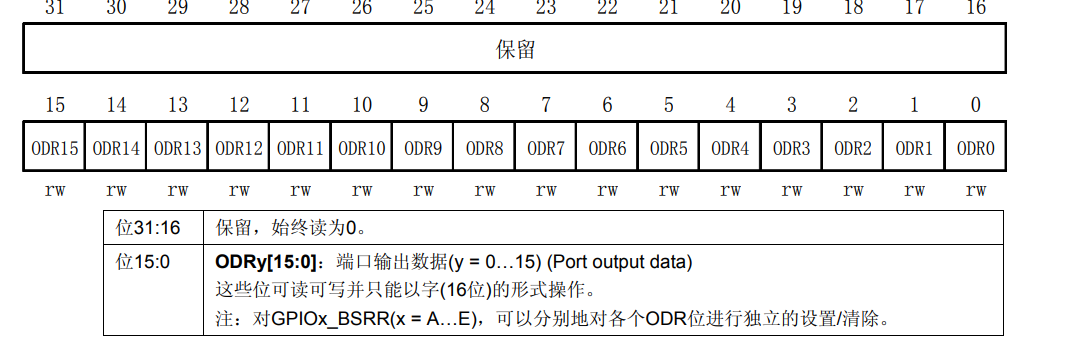 31 30 29 28 27 26 25 24 23 22 21 20 19 18 17 16
保留
15 14 13 12 11 10 9 8 7 6 5 4 3 2 1 0
ODR15 ODR14 ODR13 ODR12 ODR11 ODR10 ODR9 ODR8 ODR7 ODR6 ODR5 ODR4 ODR3 ODR2 ODR1 ODR0
rw rw rw rw rw rw rw rw rw rw rw rw rw rw rw rw
位31:16 保留，始终读为0。
位15:0 ODRy[15:0]：端口输出数据(y = 0…15) (Port output data)
这些位可读可写并只能以字(16位)的形式操作。
注：对GPIOx_BSRR(x = A…E)，可以分别地对各个ODR位进行独立的设置/清除。